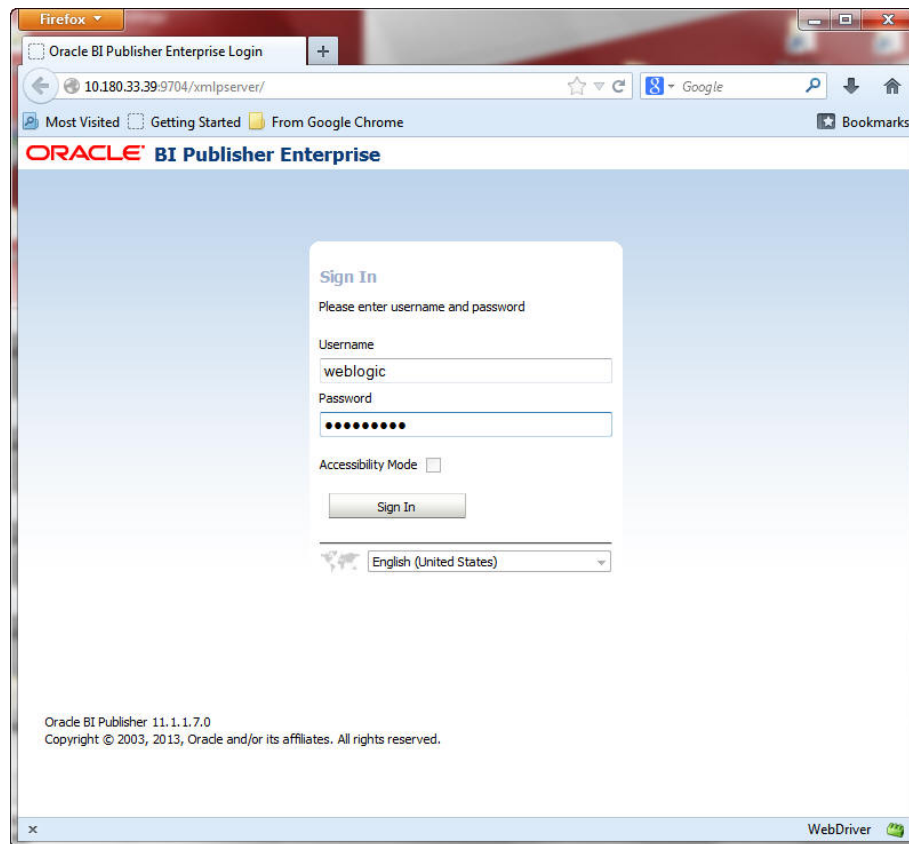 Firefox
Oracle BI Publisher Enterprise Login
+
10.180.33.39:9704/xmlpserver/
8 Google
Most Visited Getting Started From Google Chrome Bookmarks
ORACLE BI Publisher Enterprise
Sign In
Please enter username and password
Username
weblogic
Password
•••••••••
Accessibility Mode
Sign In
English (United States)
Oracle BI Publisher 11.1.1.7.0
Copyright © 2003, 2013, Oracle and/or its affiliates. All rights reserved.
x WebDriver